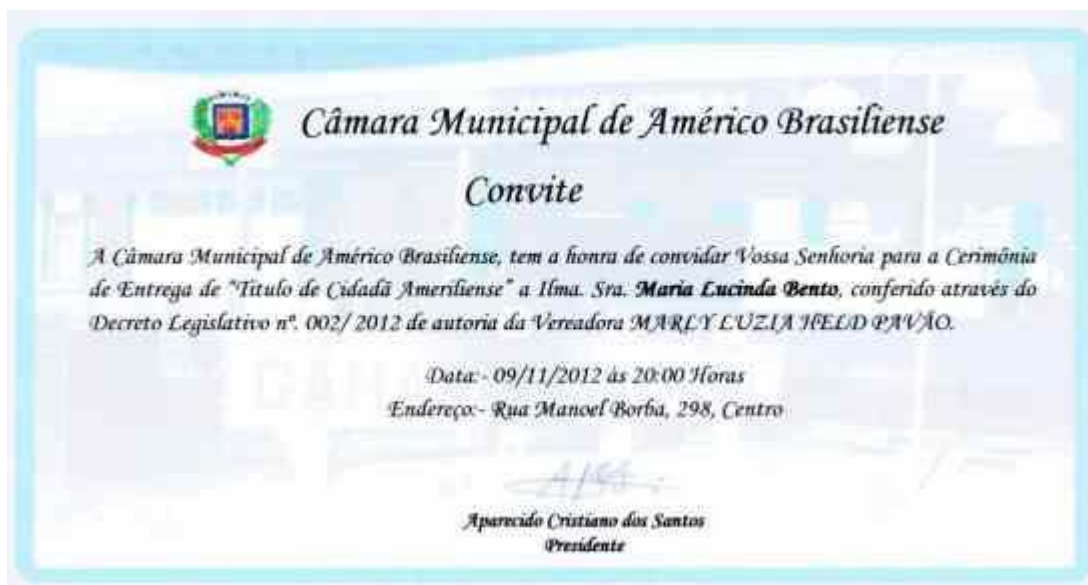 Câmara Municipal de Américo Brasiliense
Convite
A Câmara Municipal de Américo Brasiliense, tem a honra de convidar Vossa Senhoria para a Cerimônia
de Entrega de "Titulo de Cidadã Ameriliense" a Ilma. Sra. Maria Lucinda Bento, conferido através do
Decreto Legislativo nº. 002/ 2012 de autoria da Vereadora MARLY LUZIA HELD PAVÃO.
Data:- 09/11/2012 às 20:00 Horas
Endereço:- Rua Manoel Borba, 298, Centro
Aparecido Cristiano dos Santos
Presidente